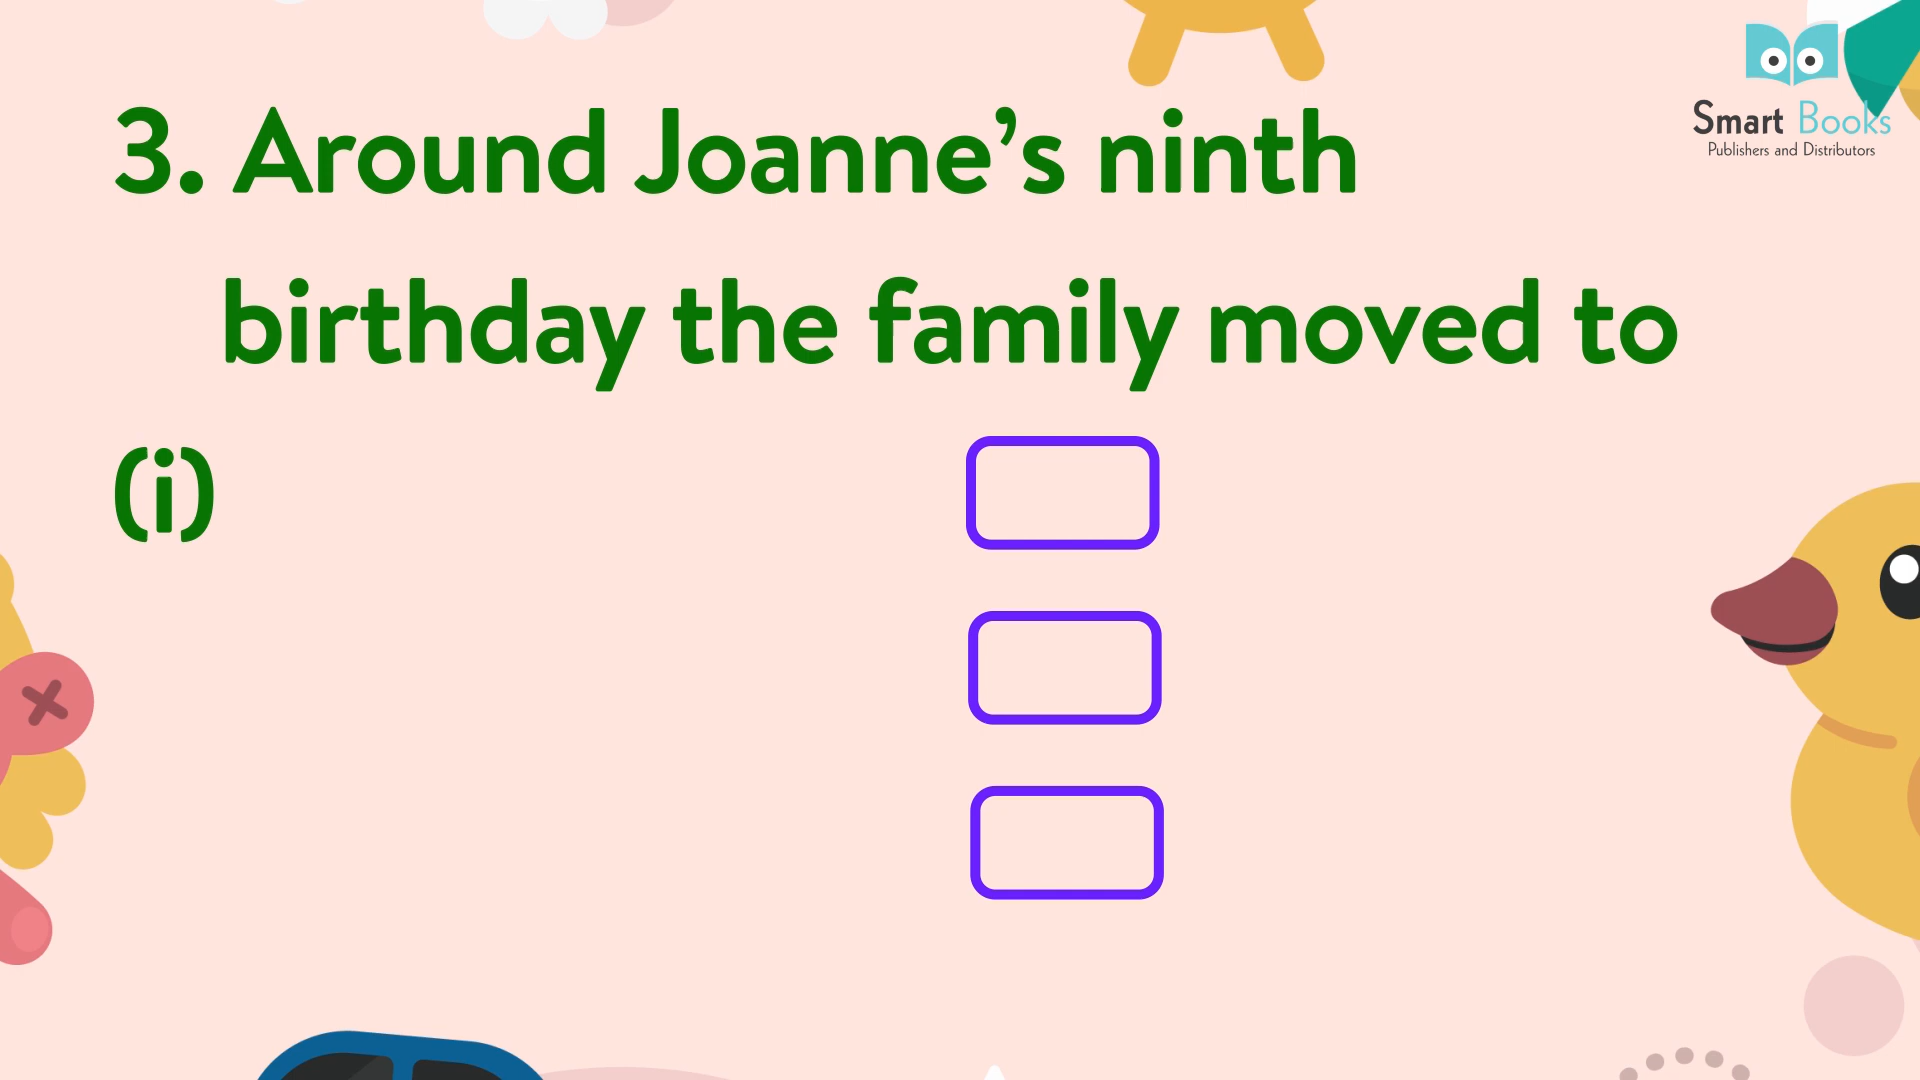 Smart Books
Publishers and Distributors
3. Around Joanne’s ninth
birthday the family moved to
(i)